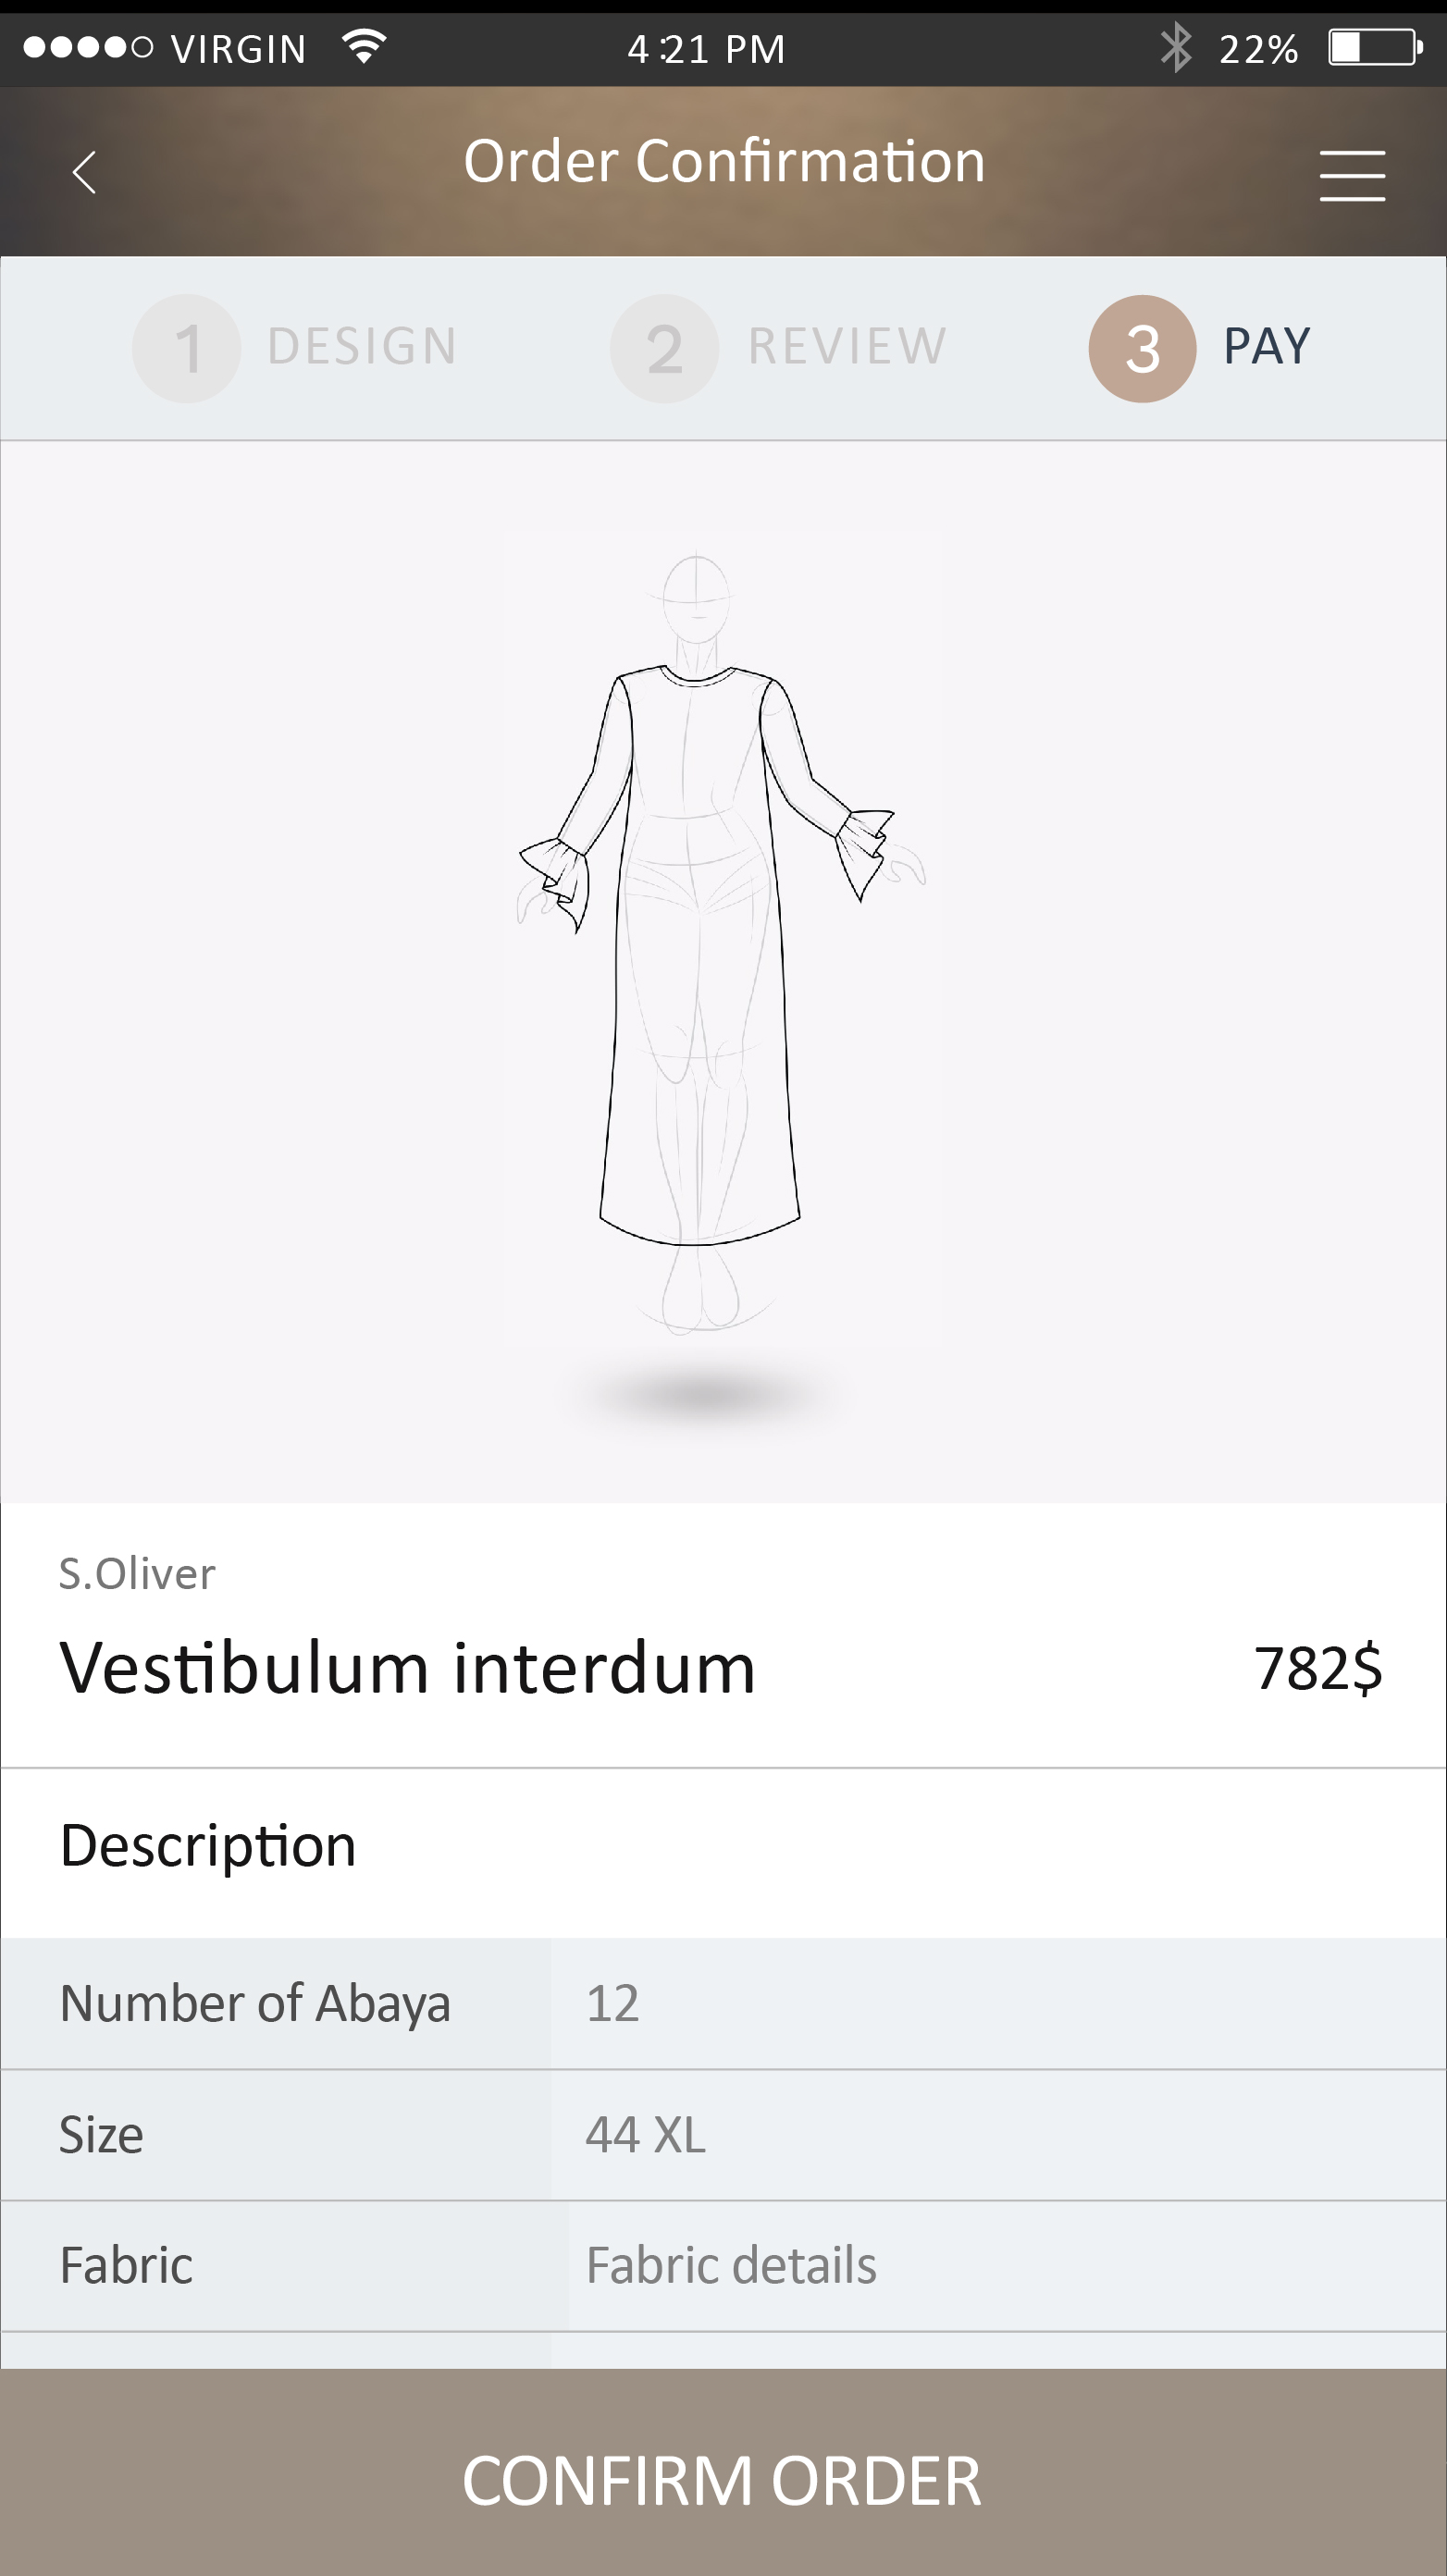 VIRGIN 4:21 PM 22%
Order Confirmation
1 DESIGN 2 REVIEW 3 PAY
S.Oliver
Vestibulum interdum 782$
Description
Number of Abaya 12
Size 44 XL
Fabric Fabric details
CONFIRM ORDER